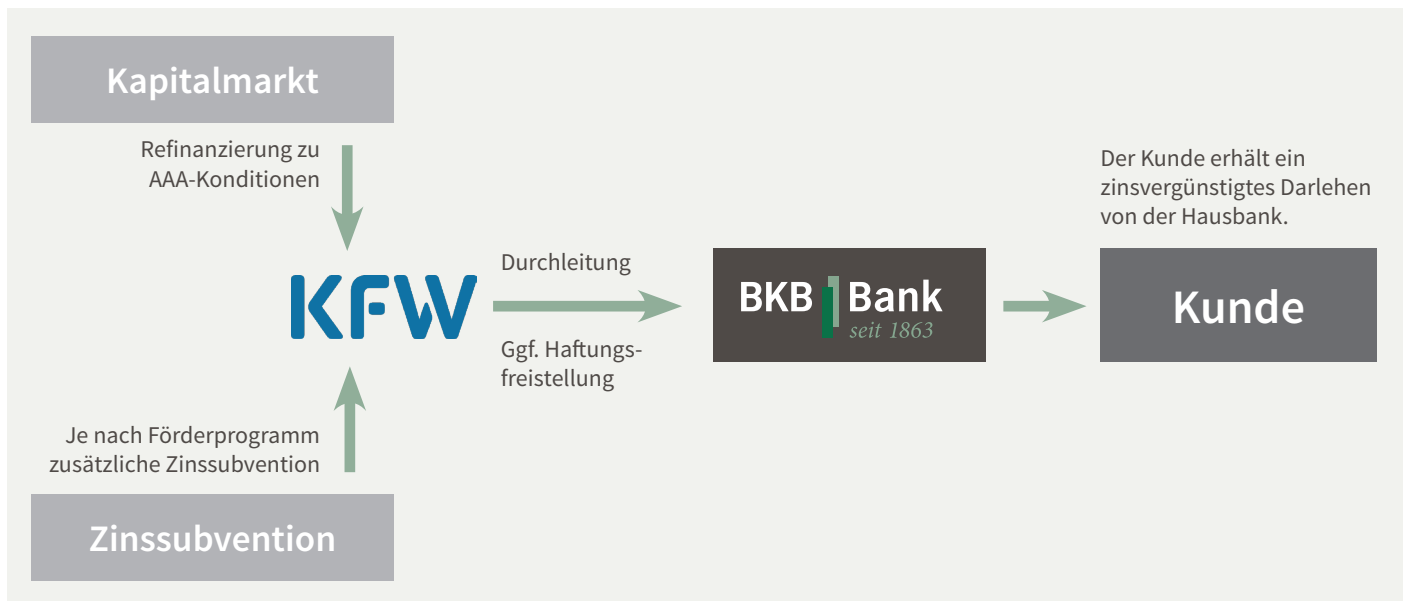 Kapitalmarkt
Refinanzierung zu
AAA-Konditionen
KFW
Je nach Förderprogramm
zusätzliche Zinssubvention
Zinssubvention
Durchleitung
Ggf. Haftungs-
freistellung
BKB Bank
seit 1863
Der Kunde erhält ein
zinsvergünstigtes Darlehen
von der Hausbank.
Kunde